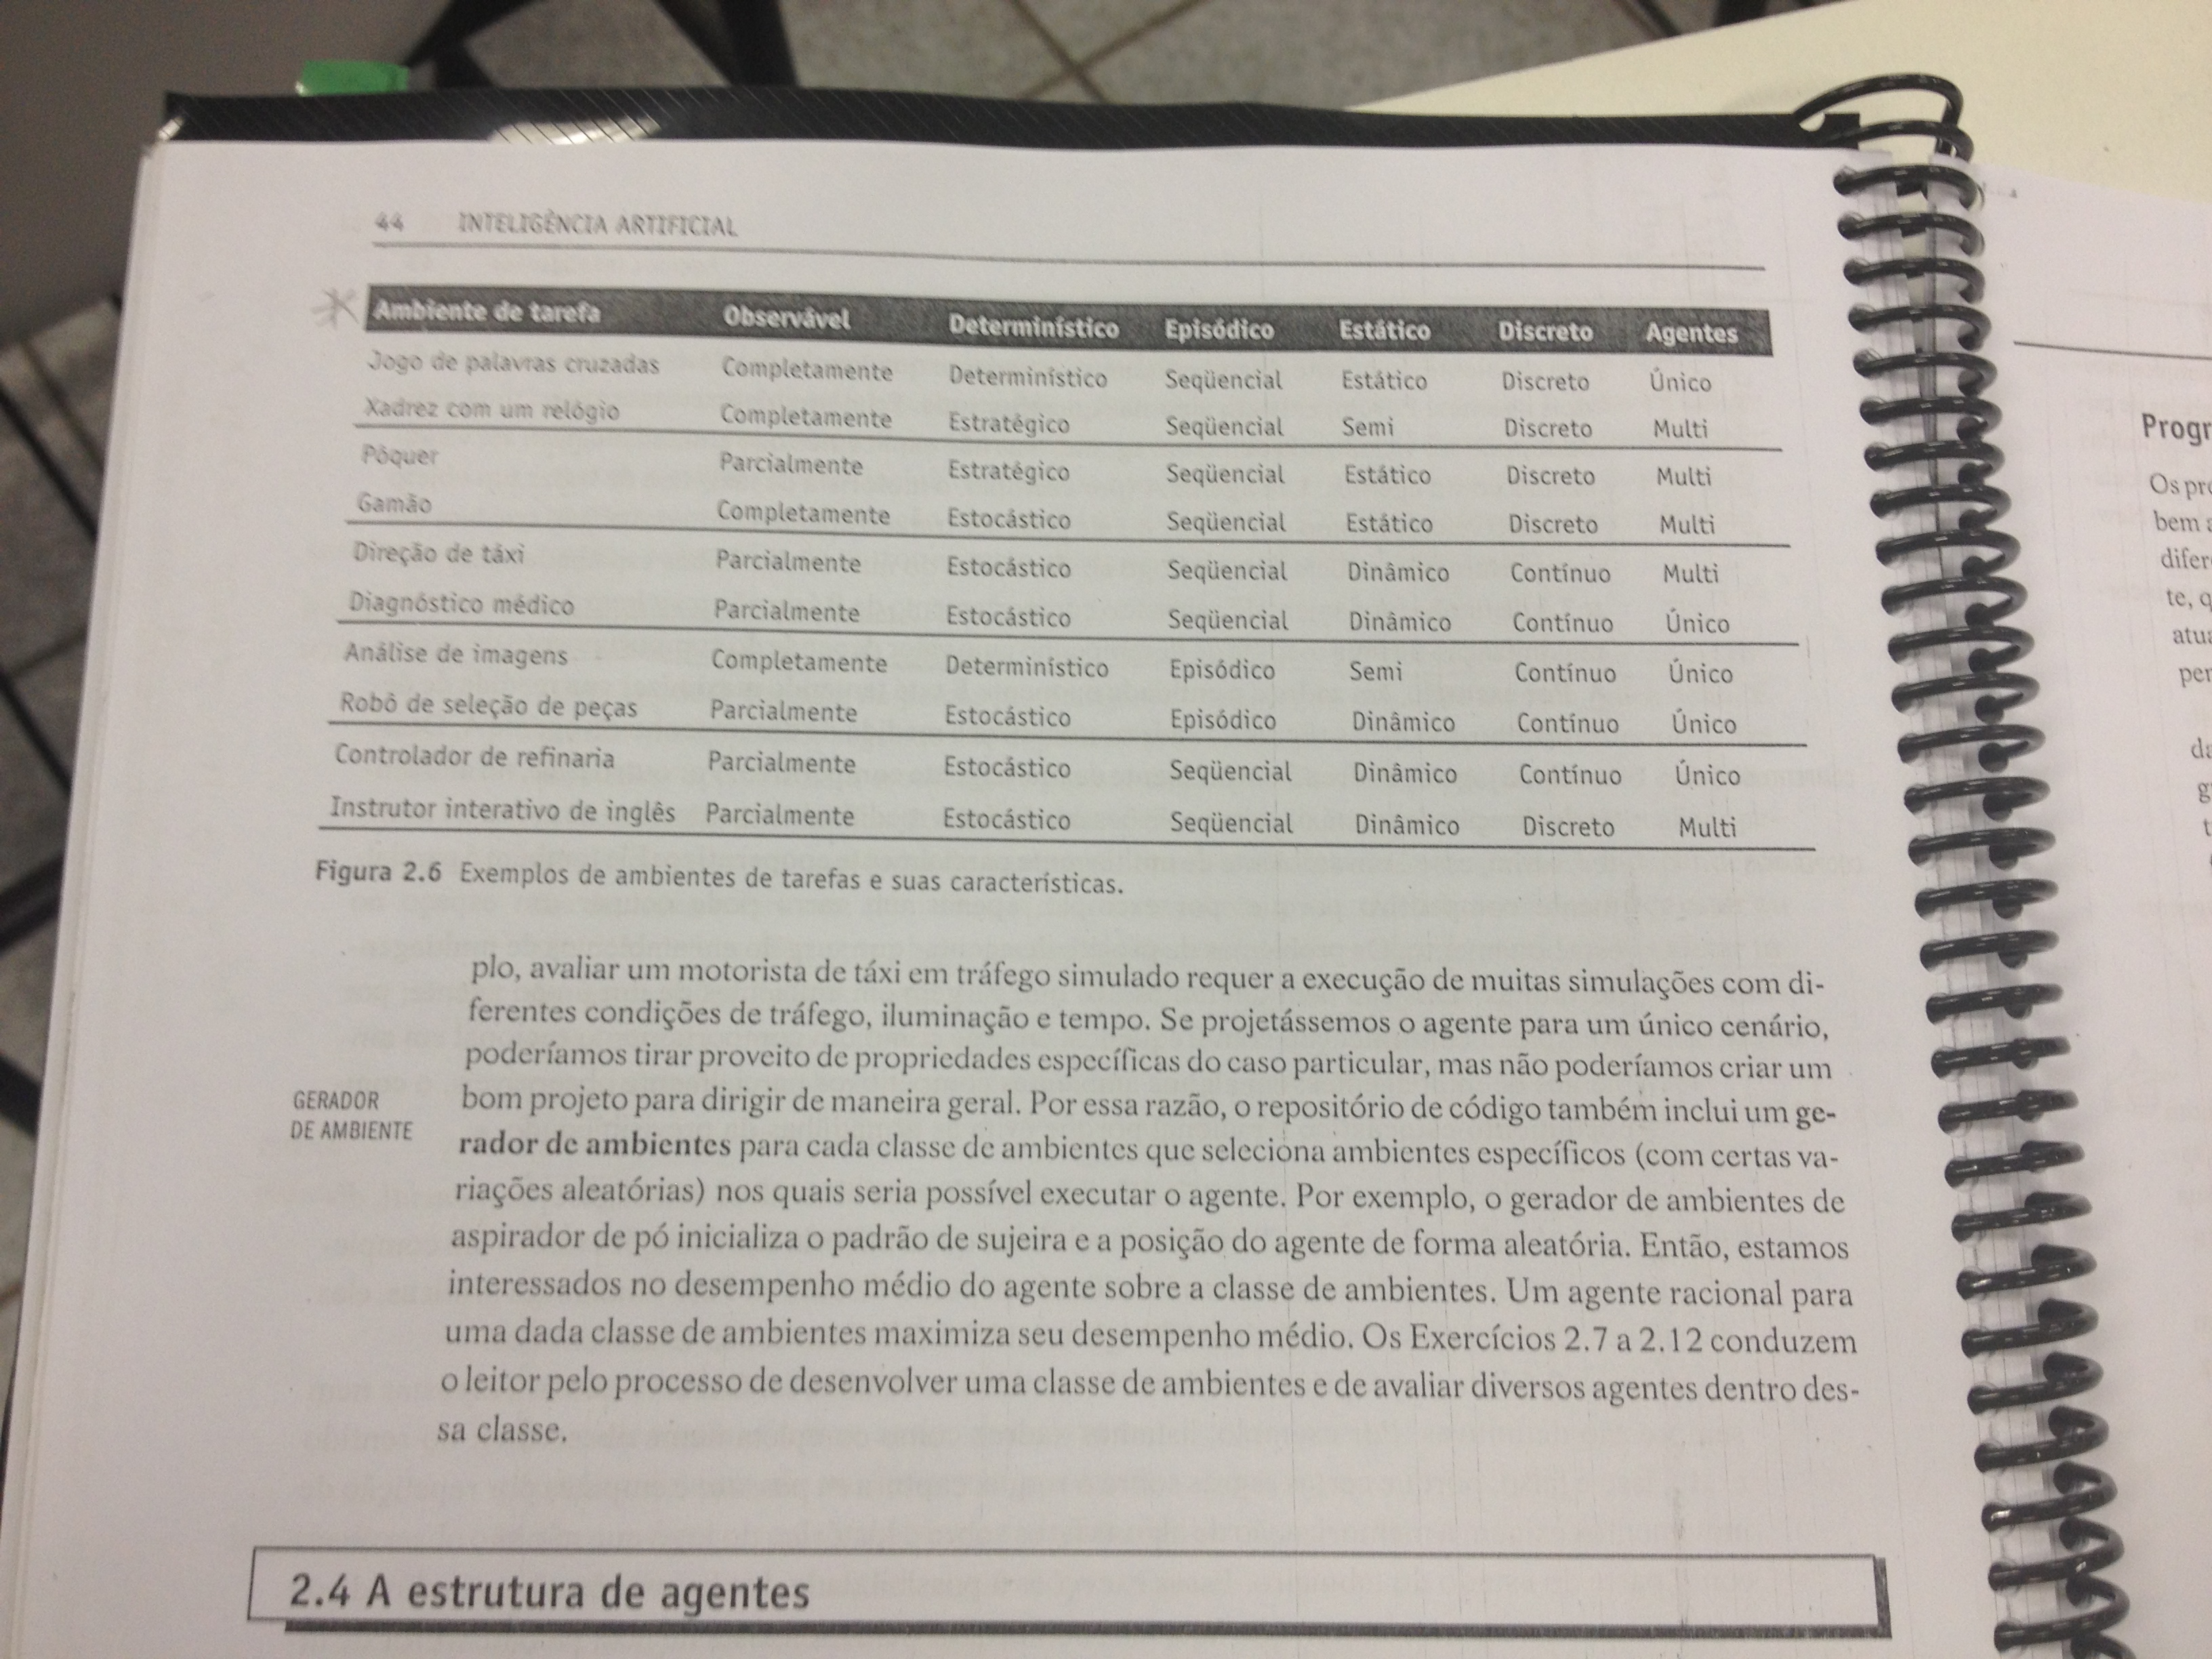 44 INTELIGÊNCIA ARTIFICIAL
Ambiente de tarefa Observável Determinístico Episódico Estático Discreto Agentes
Jogo de palavras cruzadas Completamente Determinístico Seqüencial Estático Discreto Único
Xadrez com um relógio Completamente Estratégico Seqüencial Semi Discreto Multi
Pôquer Parcialmente Estratégico Seqüencial Estático Discreto Multi
Gamão Completamente Estocástico Seqüencial Estático Discreto Multi
Direção de táxi Parcialmente Estocástico Seqüencial Dinâmico Contínuo Multi
Diagnóstico médico Parcialmente Estocástico Seqüencial Dinâmico Contínuo Único
Análise de imagens Completamente Determinístico Episódico Semi Contínuo Único
Robô de seleção de peças Parcialmente Estocástico Episódico Dinâmico Contínuo Único
Controlador de refinaria Parcialmente Estocástico Seqüencial Dinâmico Contínuo Único
Instrutor interativo de inglês Parcialmente Estocástico Seqüencial Dinâmico Discreto Multi
Figura 2.6 Exemplos de ambientes de tarefas e suas características.
plo, avaliar um motorista de táxi em tráfego simulado requer a execução de muitas simulações com di-
ferentes condições de tráfego, iluminação e tempo. Se projetássemos o agente para um único cenário,
poderíamos tirar proveito de propriedades específicas do caso particular, mas não poderíamos criar um
GERADOR
DE AMBIENTE
bom projeto para dirigir de maneira geral. Por essa razão, o repositório de código também inclui um ge-
rador de ambientes para cada classe de ambientes que seleciona ambientes específicos (com certas va-
riações aleatórias) nos quais seria possível executar o agente. Por exemplo, o gerador de ambientes de
aspirador de pó inicializa o padrão de sujeira e a posição do agente de forma aleatória. Então, estamos
interessados no desempenho médio do agente sobre a classe de ambientes. Um agente racional para
uma dada classe de ambientes maximiza seu desempenho médio. Os Exercícios 2.7 a 2.12 conduzem
o leitor pelo processo de desenvolver uma classe de ambientes e de avaliar diversos agentes dentro des-
sa classe.
2.4 A estrutura de agentes
Progr
Os pro
bem a
difer
te, q
atua
per
da
g
t